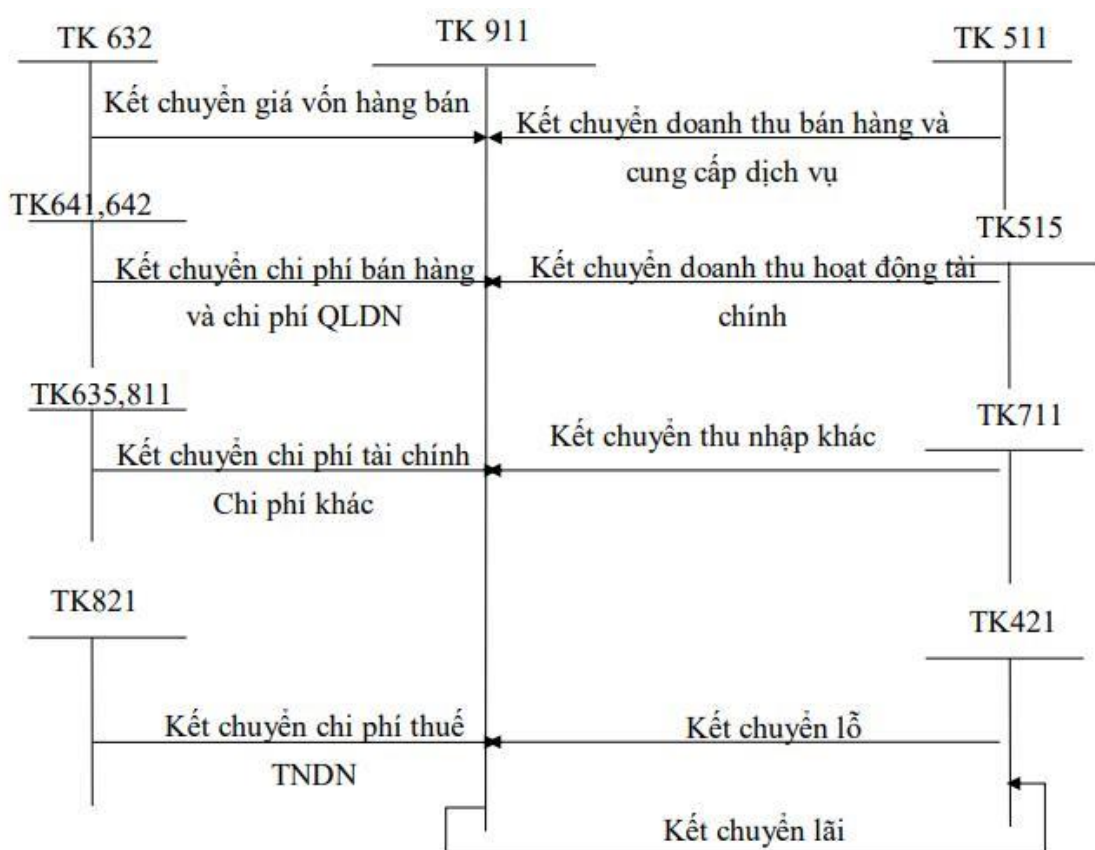 TK 632
TK 911
TK 511
Kết chuyển giá vốn hàng bán
Kết chuyển doanh thu bán hàng và
cung cấp dịch vụ
TK641,642
TK515
Kết chuyển chi phí bán hàng
và chi phí QLDN
Kết chuyển doanh thu hoạt động tài
chính
TK635,811
TK711
Kết chuyển chi phí tài chính
Chi phí khác
Kết chuyển thu nhập khác
TK821
TK421
Kết chuyển chi phí thuế
TNDN
Kết chuyển lỗ
Kết chuyển lãi